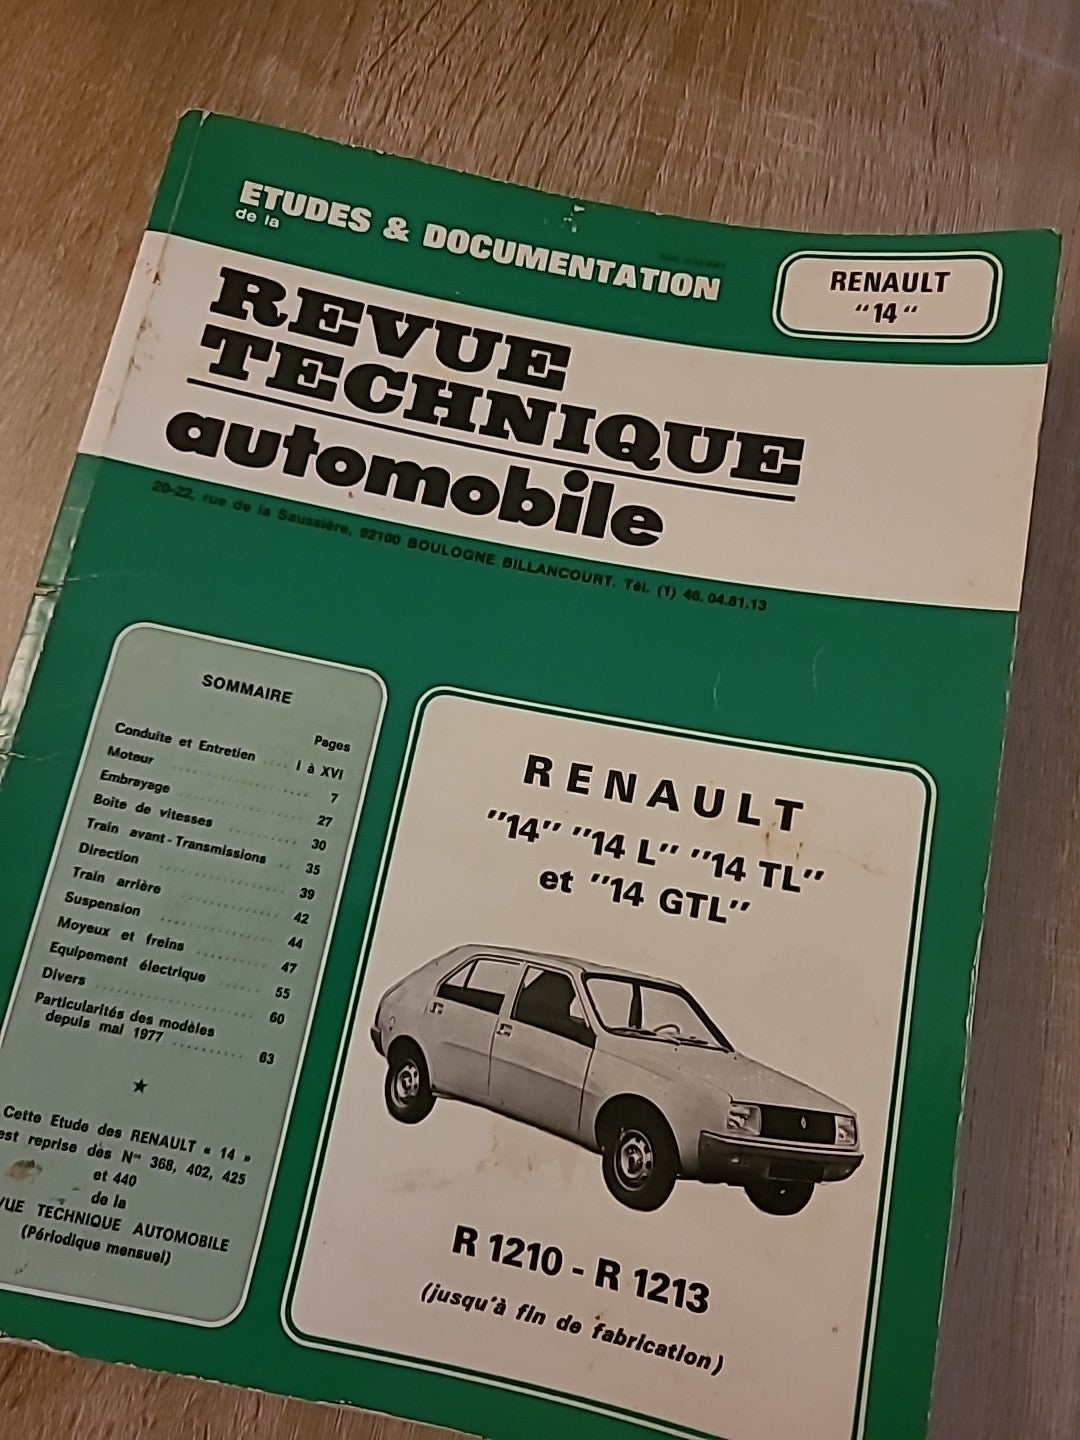 ETUDES & DOCUMENTATION
de la
RENAULT
"14"
REVUE
TECHNIQUE
automobile
20-22, rue de la Saussière, 92100 BOULOGNE BILLANCOURT. Tél. (1) 46.04.81.13
SOMMAIRE
Pages
Conduite et Entretien .... I à XVI
Moteur .................... 7
Embrayage ................. 27
Boîte de vitesses ......... 30
Train avant-Transmissions .. 35
Direction ................. 39
Train arrière ............. 42
Suspension ................ 44
Moyeux et freins .......... 47
Equipement électrique ...... 55
Divers .................... 60
Particularités des modèles
depuis mai 1977 .......... 63
Cette Etude des RENAULT « 14 »
est reprise des Nos 368, 402, 425
et 440
de la
VUE TECHNIQUE AUTOMOBILE
(Périodique mensuel)
RENAULT
"14" "14 L" "14 TL"
et "14 GTL"
R 1210 - R 1213
(jusqu'à fin de fabrication)